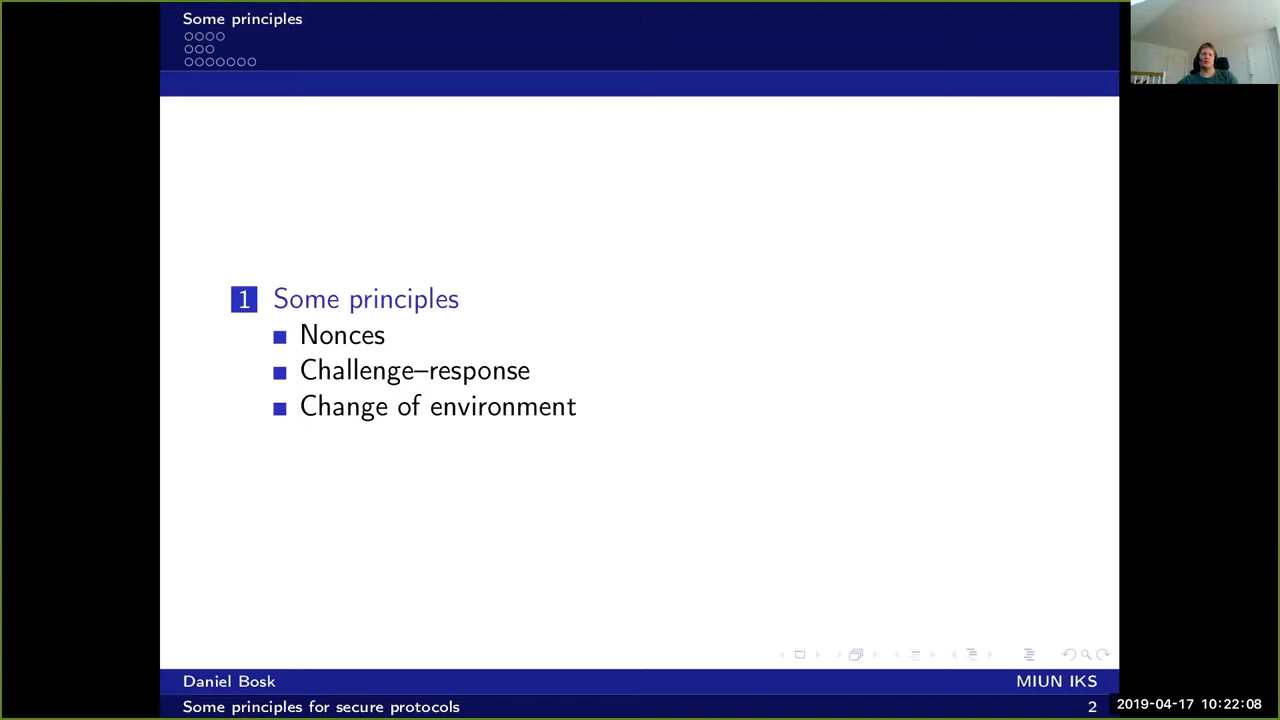 Some principles
1 Some principles
Nonces
Challenge–response
Change of environment
Daniel Bosk MIUN IKS
Some principles for secure protocols 2
2019-04-17 10:22:08